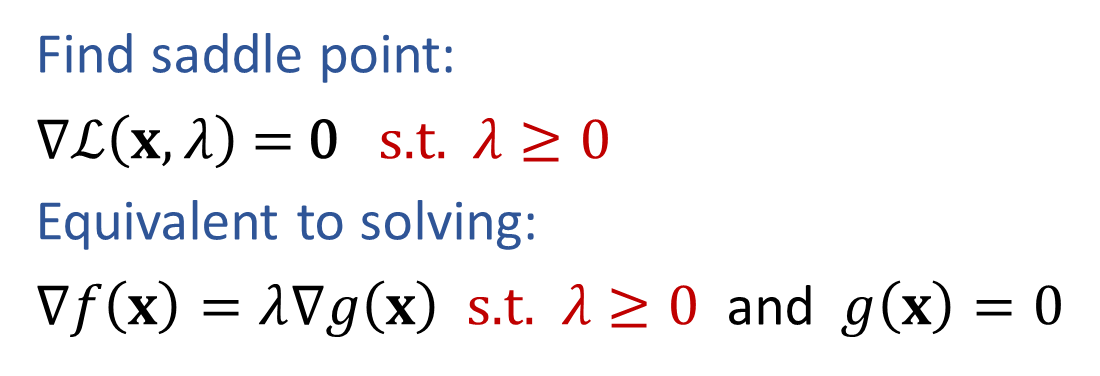 Find saddle point:
∇ℒ(𝐱, λ) = 𝟎 s.t. λ ≥ 0
Equivalent to solving:
∇f(𝐱) = λ∇g(𝐱) s.t. λ ≥ 0 and g(𝐱) = 0